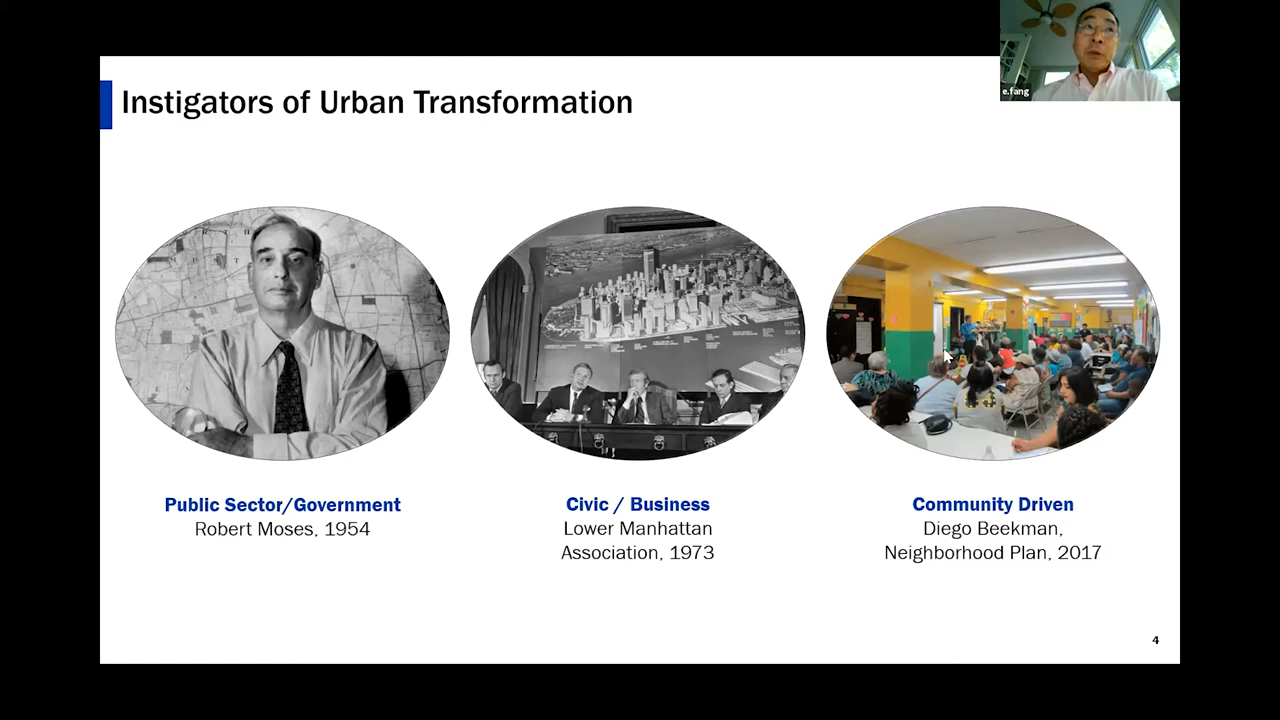 e.fang
Instigators of Urban Transformation
Public Sector/Government
Robert Moses, 1954
Civic / Business
Lower Manhattan
Association, 1973
Community Driven
Diego Beekman,
Neighborhood Plan, 2017
4